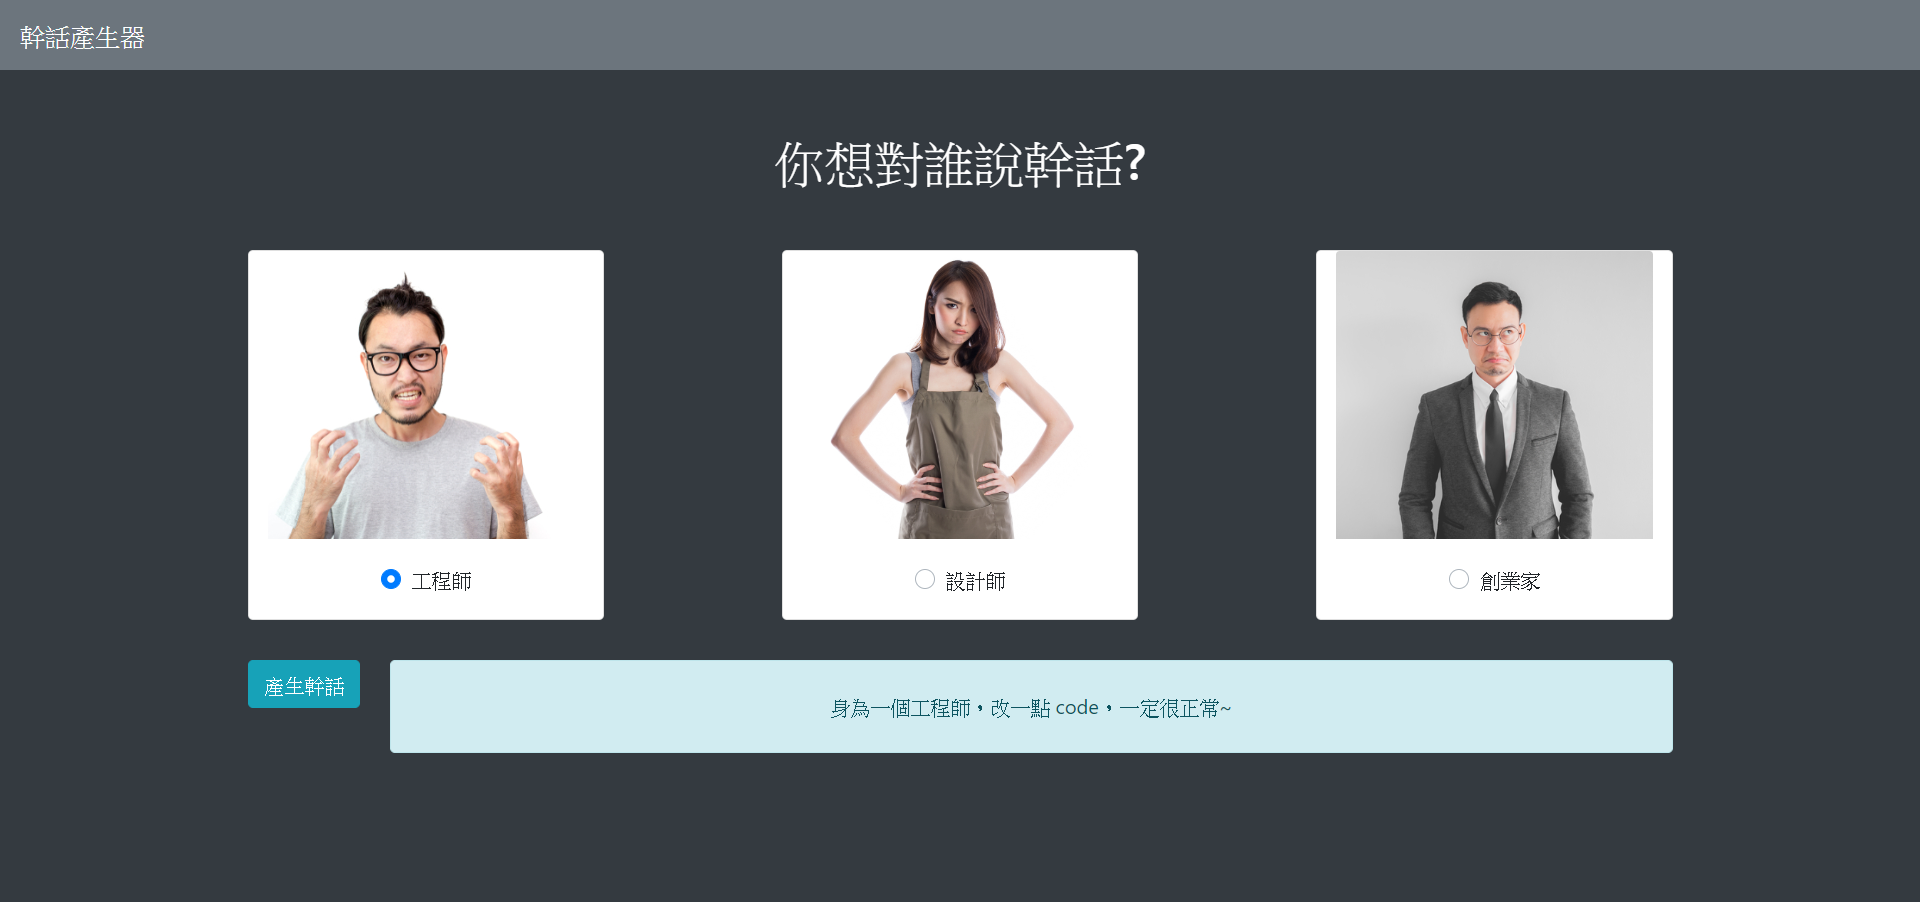 幹話產生器
你想對誰說幹話?
工程師
設計師
創業家
產生幹話
身為一個工程師，改一點 code，一定很正常~